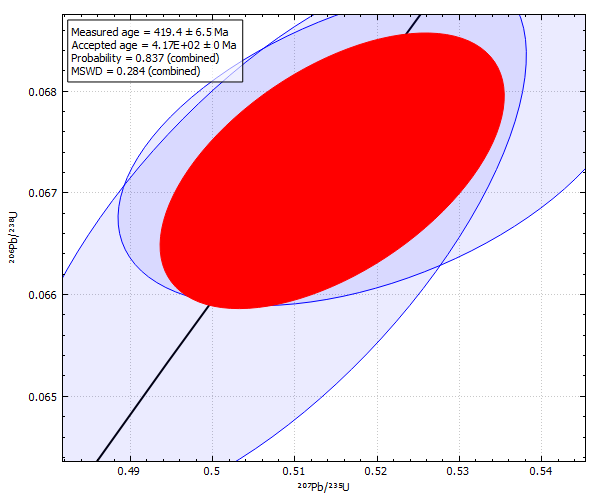 Measured age = 419.4 ± 6.5 Ma
Accepted age = 4.17E+02 ± 0 Ma
Probability = 0.837 (combined)
MSWD = 0.284 (combined)
0.068
0.067
0.066
0.065
²⁰⁶Pb/²³⁸U
0.49 0.5 0.51 0.52 0.53 0.54
²⁰⁷Pb/²³⁵U